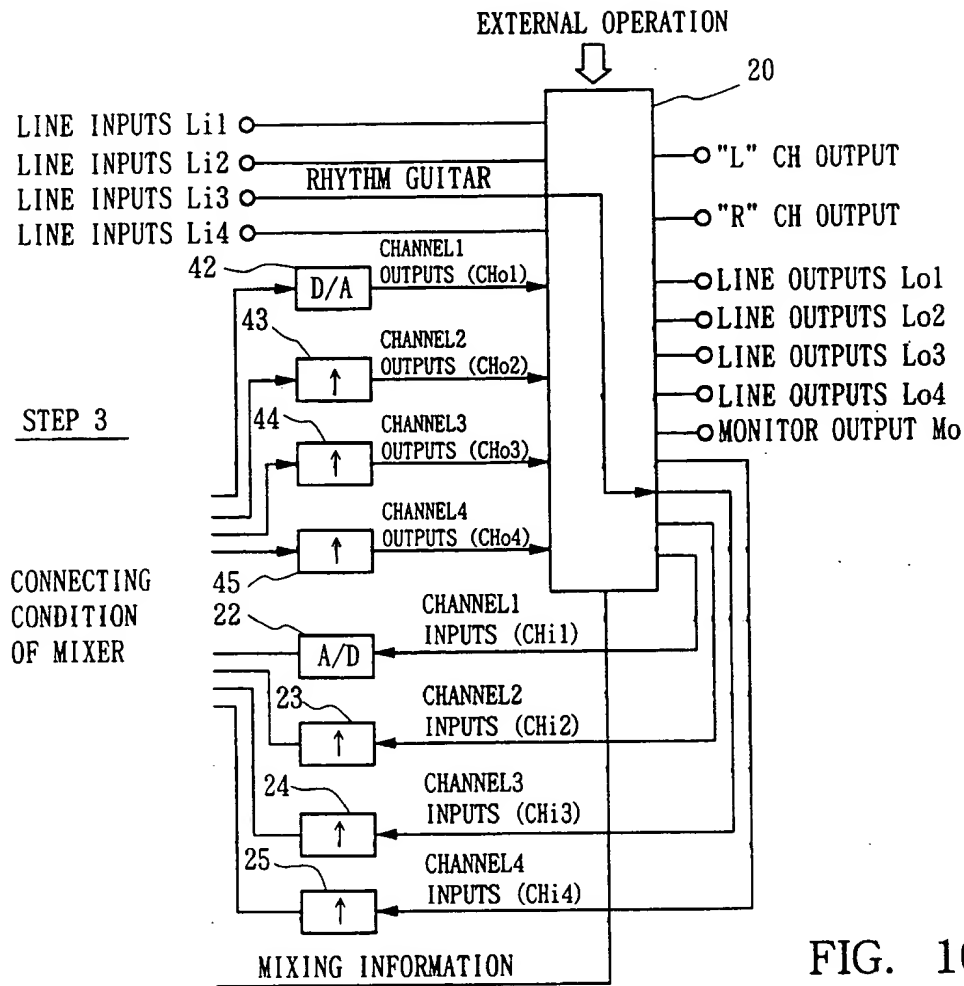 EXTERNAL OPERATION
20
LINE INPUTS Li1
LINE INPUTS Li2
LINE INPUTS Li3
LINE INPUTS Li4
RHYTHM GUITAR
"L" CH OUTPUT
"R" CH OUTPUT
LINE OUTPUTS Lo1
LINE OUTPUTS Lo2
LINE OUTPUTS Lo3
LINE OUTPUTS Lo4
MONITOR OUTPUT Mo
42
D/A
CHANNEL1
OUTPUTS (CHo1)
43
↑
CHANNEL2
OUTPUTS (CHo2)
STEP 3
44
↑
CHANNEL3
OUTPUTS (CHo3)
45
↑
CHANNEL4
OUTPUTS (CHo4)
CONNECTING
CONDITION
OF MIXER
22
A/D
CHANNEL1
INPUTS (CHi1)
23
↑
CHANNEL2
INPUTS (CHi2)
24
↑
CHANNEL3
INPUTS (CHi3)
25
↑
CHANNEL4
INPUTS (CHi4)
MIXING INFORMATION
FIG. 10